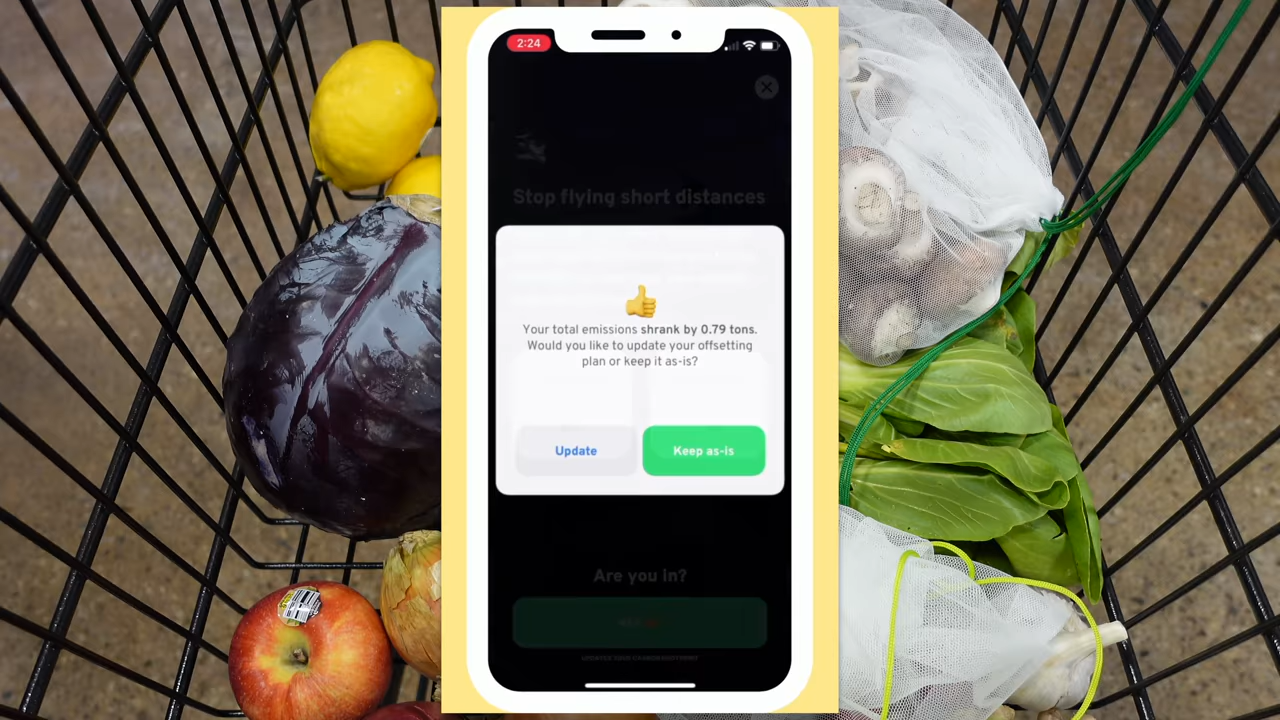 2:24
Stop flying short distances
Your total emissions shrank by 0.79 tons.
Would you like to update your offsetting
plan or keep it as-is?
Update
Keep as-is
Are you in?